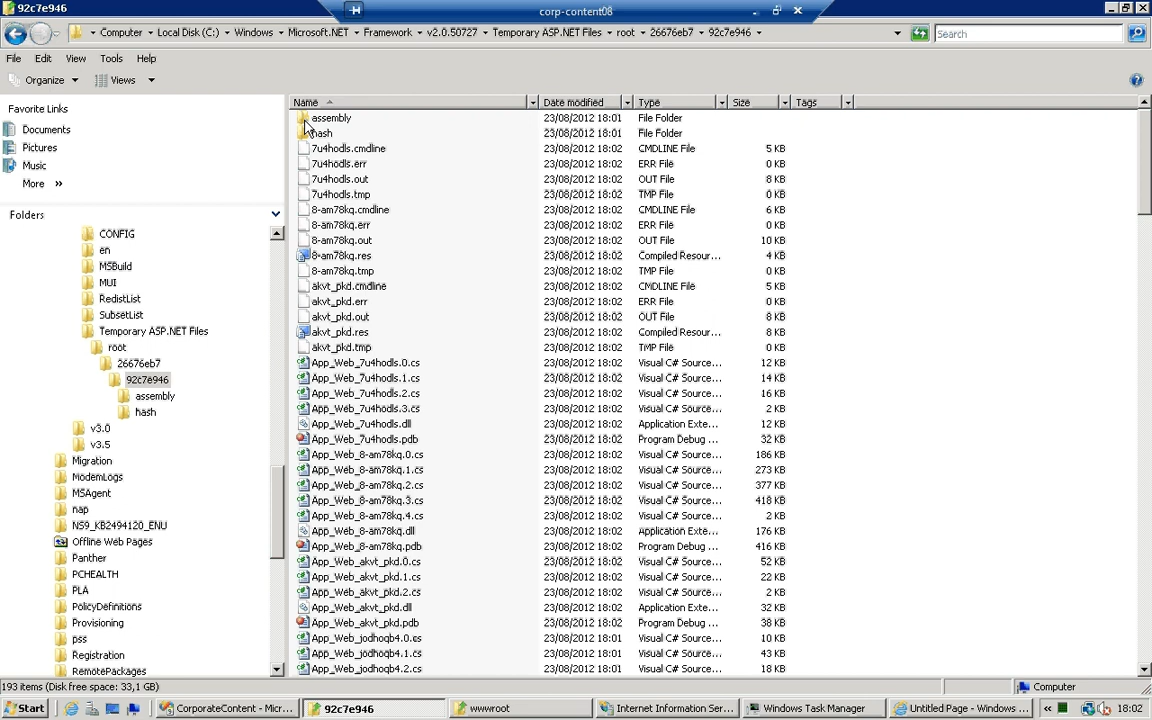 92c7e946
corp-content08
Computer Local Disk (C:) Windows Microsoft.NET Framework v2.0.50727 Temporary ASP.NET Files root 26676eb7 92c7e946
Search
File Edit View Tools Help
Organize Views
Favorite Links
Documents
Pictures
Music
More »
Folders
CONFIG
en
MSBuild
MUI
RedistList
SubsetList
Temporary ASP.NET Files
root
26676eb7
92c7e946
assembly
hash
v3.0
v3.5
Migration
ModemLogs
MSAgent
nap
NS9_KB2494120_ENU
Offline Web Pages
Panther
PCHEALTH
PLA
PolicyDefinitions
Provisioning
pss
Registration
RemotePackages
Name Date modified Type Size Tags
assembly 23/08/2012 18:01 File Folder
hash 23/08/2012 18:01 File Folder
7u4hodls.cmdline 23/08/2012 18:02 CMDLINE File 5 KB
7u4hodls.err 23/08/2012 18:02 ERR File 0 KB
7u4hodls.out 23/08/2012 18:02 OUT File 8 KB
7u4hodls.tmp 23/08/2012 18:02 TMP File 0 KB
8-am78kq.cmdline 23/08/2012 18:02 CMDLINE File 6 KB
8-am78kq.err 23/08/2012 18:02 ERR File 0 KB
8-am78kq.out 23/08/2012 18:02 OUT File 10 KB
8-am78kq.res 23/08/2012 18:02 Compiled Resour... 4 KB
8-am78kq.tmp 23/08/2012 18:02 TMP File 0 KB
akvt_pkd.cmdline 23/08/2012 18:02 CMDLINE File 5 KB
akvt_pkd.err 23/08/2012 18:02 ERR File 0 KB
akvt_pkd.out 23/08/2012 18:02 OUT File 8 KB
akvt_pkd.res 23/08/2012 18:02 Compiled Resour... 8 KB
akvt_pkd.tmp 23/08/2012 18:02 TMP File 0 KB
App_Web_7u4hodls.0.cs 23/08/2012 18:02 Visual C# Source... 12 KB
App_Web_7u4hodls.1.cs 23/08/2012 18:02 Visual C# Source... 14 KB
App_Web_7u4hodls.2.cs 23/08/2012 18:02 Visual C# Source... 16 KB
App_Web_7u4hodls.3.cs 23/08/2012 18:02 Visual C# Source... 2 KB
App_Web_7u4hodls.dll 23/08/2012 18:02 Application Exte... 12 KB
App_Web_7u4hodls.pdb 23/08/2012 18:02 Program Debug ... 32 KB
App_Web_8-am78kq.0.cs 23/08/2012 18:02 Visual C# Source... 186 KB
App_Web_8-am78kq.1.cs 23/08/2012 18:02 Visual C# Source... 273 KB
App_Web_8-am78kq.2.cs 23/08/2012 18:02 Visual C# Source... 377 KB
App_Web_8-am78kq.3.cs 23/08/2012 18:02 Visual C# Source... 418 KB
App_Web_8-am78kq.4.cs 23/08/2012 18:02 Visual C# Source... 2 KB
App_Web_8-am78kq.dll 23/08/2012 18:02 Application Exte... 176 KB
App_Web_8-am78kq.pdb 23/08/2012 18:02 Program Debug ... 416 KB
App_Web_akvt_pkd.0.cs 23/08/2012 18:02 Visual C# Source... 52 KB
App_Web_akvt_pkd.1.cs 23/08/2012 18:02 Visual C# Source... 22 KB
App_Web_akvt_pkd.2.cs 23/08/2012 18:02 Visual C# Source... 2 KB
App_Web_akvt_pkd.dll 23/08/2012 18:02 Application Exte... 32 KB
App_Web_akvt_pkd.pdb 23/08/2012 18:02 Program Debug ... 38 KB
App_Web_jodhoqb4.0.cs 23/08/2012 18:01 Visual C# Source... 10 KB
App_Web_jodhoqb4.1.cs 23/08/2012 18:01 Visual C# Source... 43 KB
App_Web_jodhoqb4.2.cs 23/08/2012 18:01 Visual C# Source... 18 KB
193 items (Disk free space: 33,1 GB) Computer
Start CorporateContent - Micr... 92c7e946 wwwroot Internet Information Ser... Windows Task Manager Untitled Page - Windows ... « 18:02